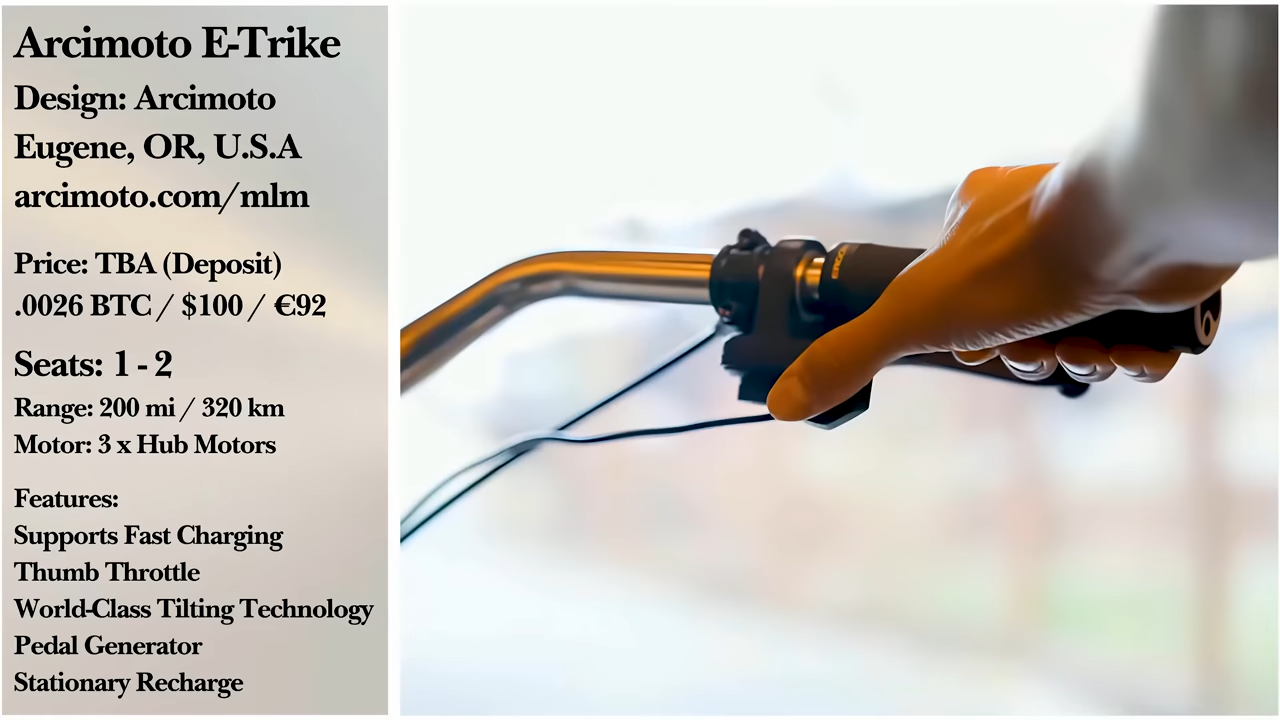 Arcimoto E-Trike
Design: Arcimoto
Eugene, OR, U.S.A
arcimoto.com/mlm
Price: TBA (Deposit)
.0026 BTC / $100 / €92
Seats: 1 - 2
Range: 200 mi / 320 km
Motor: 3 x Hub Motors
Features:
Supports Fast Charging
Thumb Throttle
World-Class Tilting Technology
Pedal Generator
Stationary Recharge